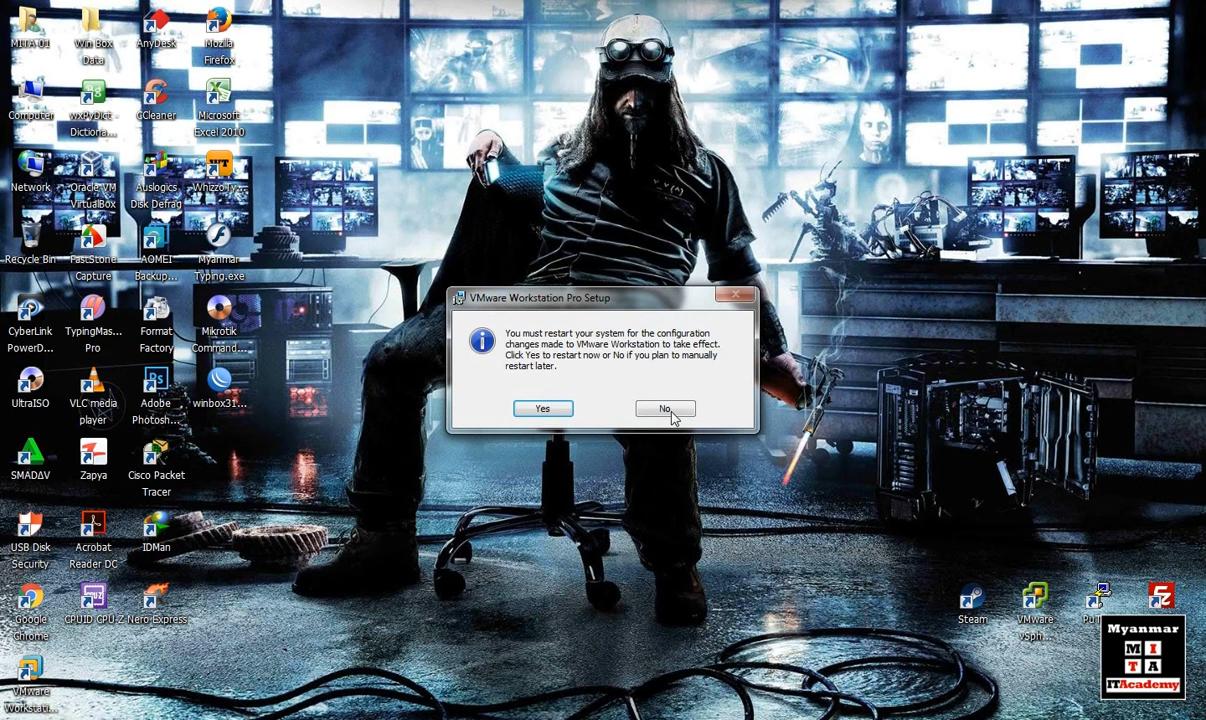 MITA-01
Win Box
Data
AnyDesk
Mozilla
Firefox
Computer
wxPyDict -
Dictiona...
CCleaner
Microsoft
Excel 2010
Network
Oracle VM
VirtualBox
Auslogics
Disk Defrag
WhizzoTy...
Recycle Bin
FastStone
Capture
AOMEI
Backup...
Myanmar
Typing.exe
CyberLink
PowerD...
TypingMas...
Pro
Format
Factory
Mikrotik
Command...
UltraISO
VLC media
player
Adobe
Photosh...
winbox31...
SMADΔV
Zapya
Cisco Packet
Tracer
USB Disk
Security
Acrobat
Reader DC
IDMan
Google
Chrome
CPUID CPU-Z
Nero Express
VMware
Workstati...
VMware Workstation Pro Setup
You must restart your system for the configuration
changes made to VMware Workstation to take effect.
Click Yes to restart now or No if you plan to manually
restart later.
Yes
No
Steam
VMware
vSph...
Myanmar
M I
T A
ITAcademy